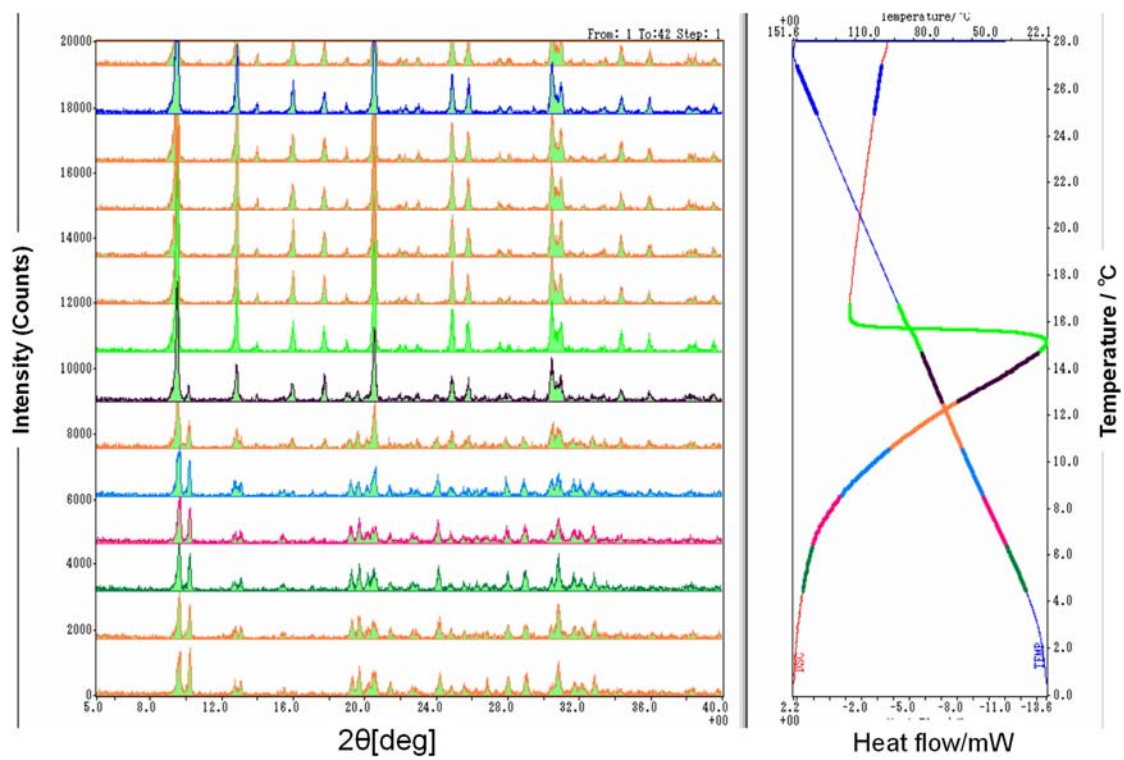 From: 1 To:42 Step: 1
20000
18000
16000
14000
12000
10000
8000
6000
4000
2000
0
5.0 8.0 12.0 16.0 20.0 24.0 28.0 32.0 36.0 40.0
+00
Intensity (Counts)
2θ[deg]
+00 Temperature/ °C
151.6 110.0 80.0 50.0 22.1
28.0
24.0
22.0
20.0
18.0
16.0
14.0
12.0
10.0
8.0
6.0
4.0
2.0
0.0
DSC
TEMP
2.2 -2.0 -5.0 -8.0 -11.0 -13.6
+00
Heat flow/mW
Temperature / °C